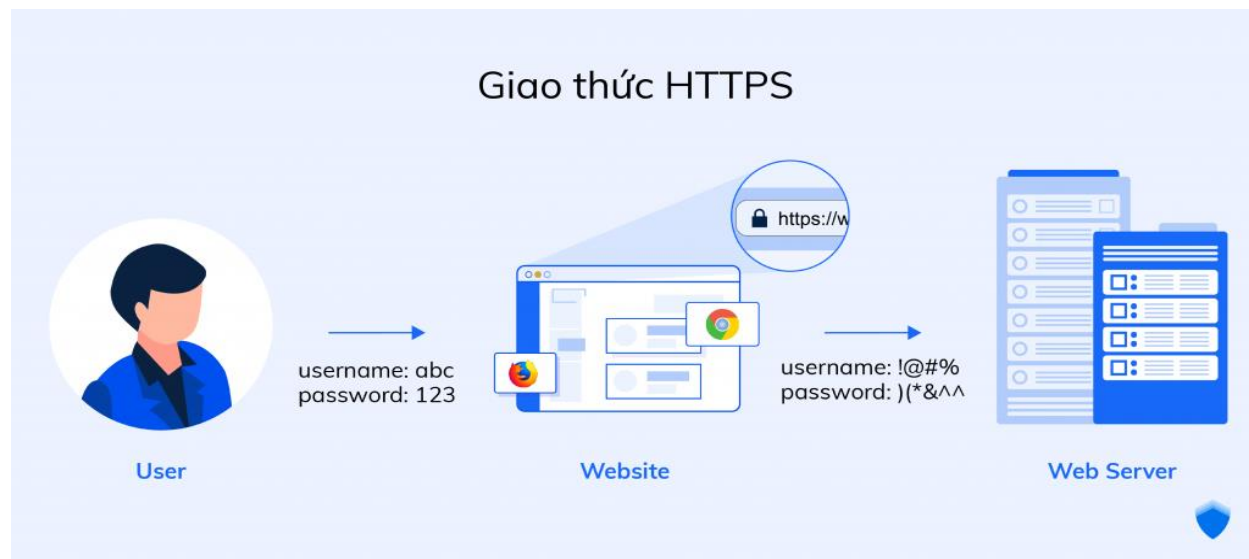 Giao thức HTTPS
https://w
username: abc
password: 123
username: !@#%
password: )(*&^^
User
Website
Web Server